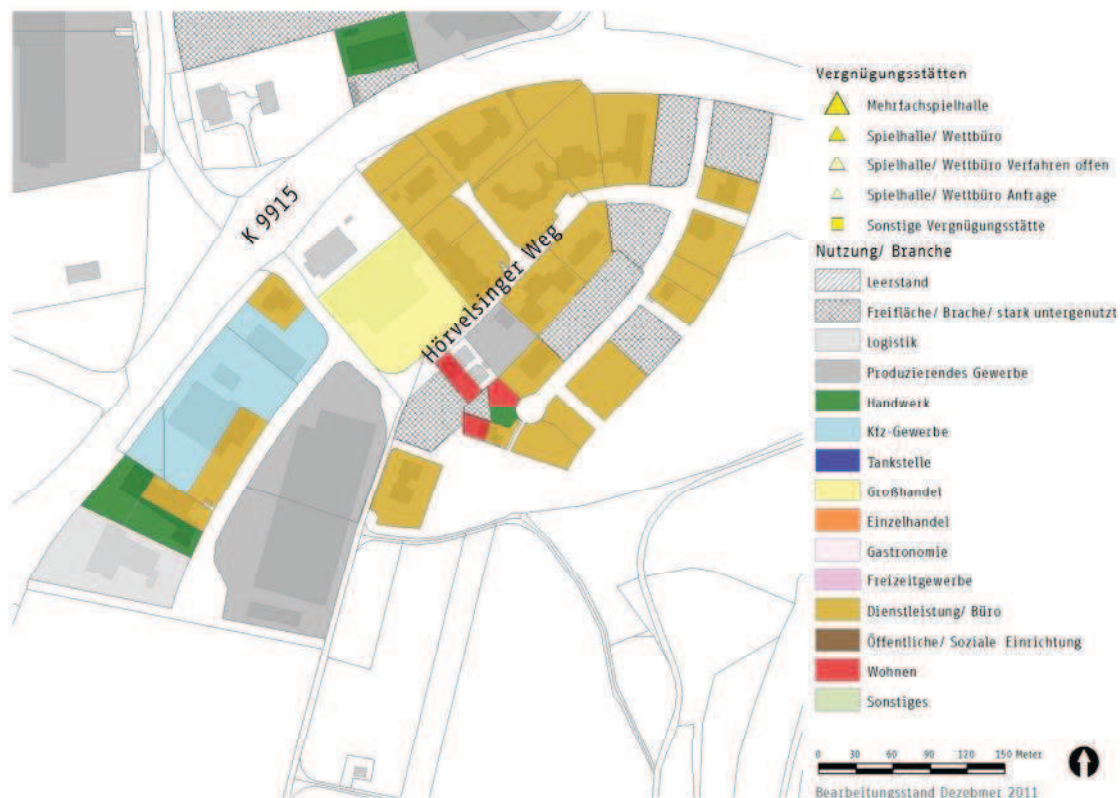 K 9915
Hörvelsinger Weg
Vergnügungsstätten
Mehrfachspielhalle
Spielhalle/ Wettbüro
Spielhalle/ Wettbüro Verfahren offen
Spielhalle/ Wettbüro Anfrage
Sonstige Vergnügungsstätte
Nutzung/ Branche
Leerstand
Freifläche/ Brache/ stark untergenutzt
Logistik
Produzierendes Gewerbe
Handwerk
Kfz-Gewerbe
Tankstelle
Großhandel
Einzelhandel
Gastronomie
Freizeitgewerbe
Dienstleistung/ Büro
Öffentliche/ Soziale Einrichtung
Wohnen
Sonstiges
0 30 60 90 120 150 Meter
Bearbeitungsstand Dezebmer 2011